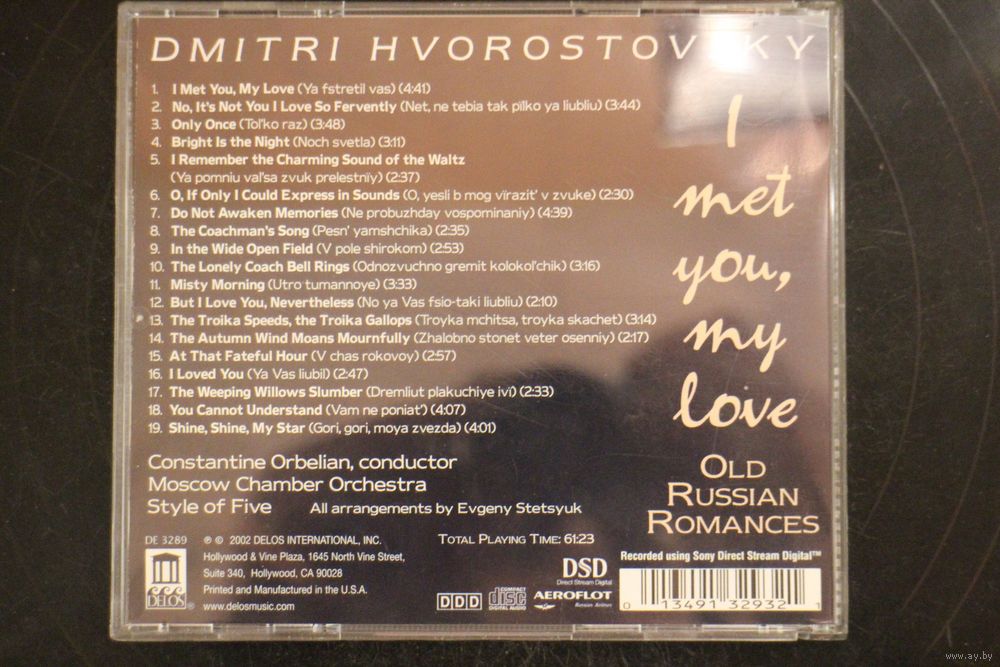 DMITRI HVOROSTOVSKY
1. I Met You, My Love (Ya fstretil vas) (4:41)
2. No, It's Not You I Love So Fervently (Net, ne tebia tak pïlko ya liubliu) (3:44)
3. Only Once (Tol'ko raz) (3:48)
4. Bright Is the Night (Noch svetla) (3:11)
5. I Remember the Charming Sound of the Waltz
(Ya pomniu val'sa zvuk prelestnïy) (2:37)
6. O, If Only I Could Express in Sounds (O, yesli b mog vïrazit' v zvuke) (2:30)
7. Do Not Awaken Memories (Ne probuzhday vospominaniy) (4:39)
8. The Coachman's Song (Pesn' yamshchika) (2:35)
9. In the Wide Open Field (V pole shirokom) (2:53)
10. The Lonely Coach Bell Rings (Odnozvuchno gremit kolokol'chik) (3:16)
11. Misty Morning (Utro tumannoye) (3:33)
12. But I Love You, Nevertheless (No ya Vas fsio-taki liubliu) (2:10)
13. The Troika Speeds, the Troika Gallops (Troyka mchitsa, troyka skachet) (3:14)
14. The Autumn Wind Moans Mournfully (Zhalobno stonet veter osenniy) (2:17)
15. At That Fateful Hour (V chas rokovoy) (2:57)
16. I Loved You (Ya Vas liubil) (2:47)
17. The Weeping Willows Slumber (Dremliut plakuchiye ivï) (2:33)
18. You Cannot Understand (Vam ne poniat') (4:07)
19. Shine, Shine, My Star (Gori, gori, moya zvezda) (4:01)
I
met
you,
my
love
OLD
RUSSIAN
ROMANCES
Constantine Orbelian, conductor
Moscow Chamber Orchestra
Style of Five All arrangements by Evgeny Stetsyuk
DE 3289
DELOS
℗ © 2002 DELOS INTERNATIONAL, INC.
Hollywood & Vine Plaza, 1645 North Vine Street,
Suite 340, Hollywood, CA 90028
Printed and Manufactured in the U.S.A.
www.delosmusic.com
TOTAL PLAYING TIME: 61:23
DDD
COMPACT
disc
DIGITAL AUDIO
DSD
Direct Stream Digital
AEROFLOT
Russian Airlines
Recorded using Sony Direct Stream Digital™
0 13491 32932 1
www.ay.by